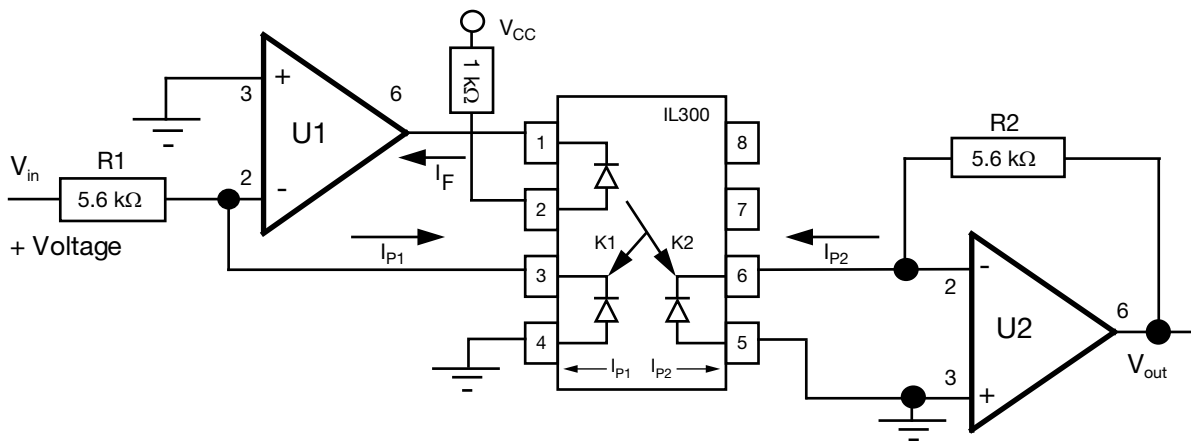 V_CC
1 kΩ
IL300
+
3
6
U1
V_in
R1
5.6 kΩ
2
-
+ Voltage
I_F
I_P1
1
2
3
4
8
7
6
5
K1
K2
I_P1
I_P2
I_P2
R2
5.6 kΩ
-
2
U2
6
3
+
V_out